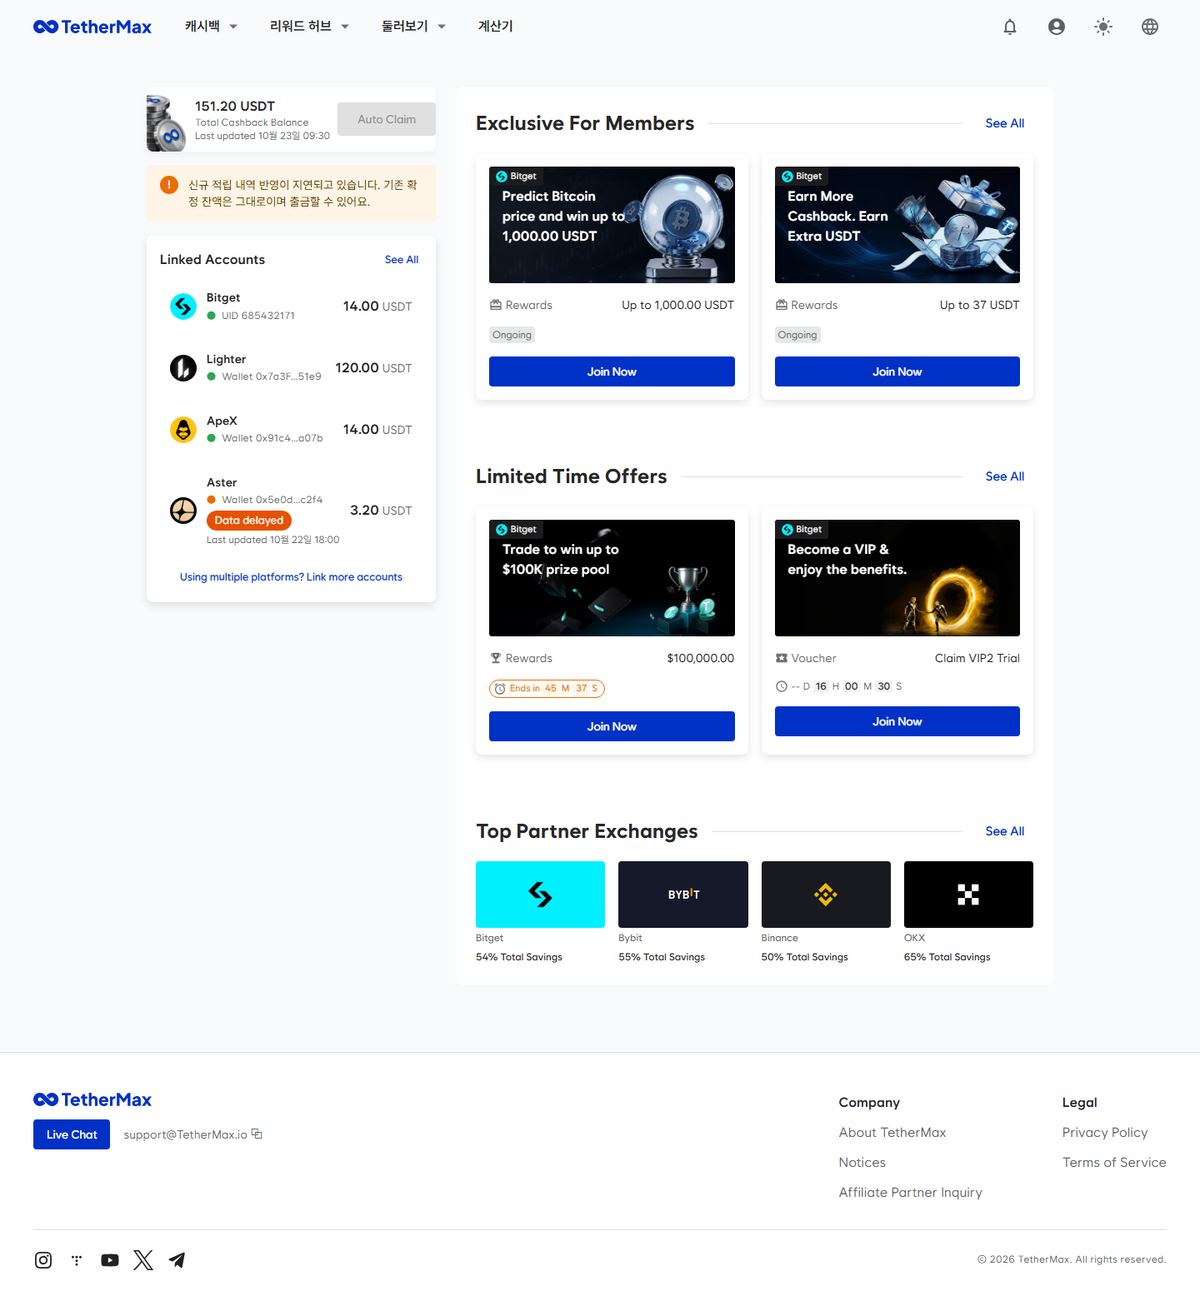 TetherMax
캐시백
리워드 허브
둘러보기
계산기
151.20 USDT
Total Cashback Balance
Last updated 10월 23일 09:30
Auto Claim
신규 적립 내역 반영이 지연되고 있습니다. 기존 확
정 잔액은 그대로이며 출금할 수 있어요.
Linked Accounts
See All
Bitget
UID 685432171
14.00 USDT
Lighter
Wallet 0x7a3F...51e9
120.00 USDT
ApeX
Wallet 0x91c4...a07b
14.00 USDT
Aster
Wallet 0x5e0d...c2f4
Data delayed
Last updated 10월 22일 18:00
3.20 USDT
Using multiple platforms? Link more accounts
Exclusive For Members
See All
Bitget
Predict Bitcoin
price and win up to
1,000.00 USDT
Rewards
Up to 1,000.00 USDT
Ongoing
Join Now
Bitget
Earn More
Cashback. Earn
Extra USDT
Rewards
Up to 37 USDT
Ongoing
Join Now
Limited Time Offers
See All
Bitget
Trade to win up to
$100K prize pool
Rewards
$100,000.00
Ends in 45 M 37 S
Join Now
Bitget
Become a VIP &
enjoy the benefits.
Voucher
Claim VIP2 Trial
-- D 16 H 00 M 30 S
Join Now
Top Partner Exchanges
See All
BYBIT
Bitget
54% Total Savings
Bybit
55% Total Savings
Binance
50% Total Savings
OKX
65% Total Savings
TetherMax
Live Chat
support@TetherMax.io
Company
About TetherMax
Notices
Affiliate Partner Inquiry
Legal
Privacy Policy
Terms of Service
© 2026 TetherMax. All rights reserved.